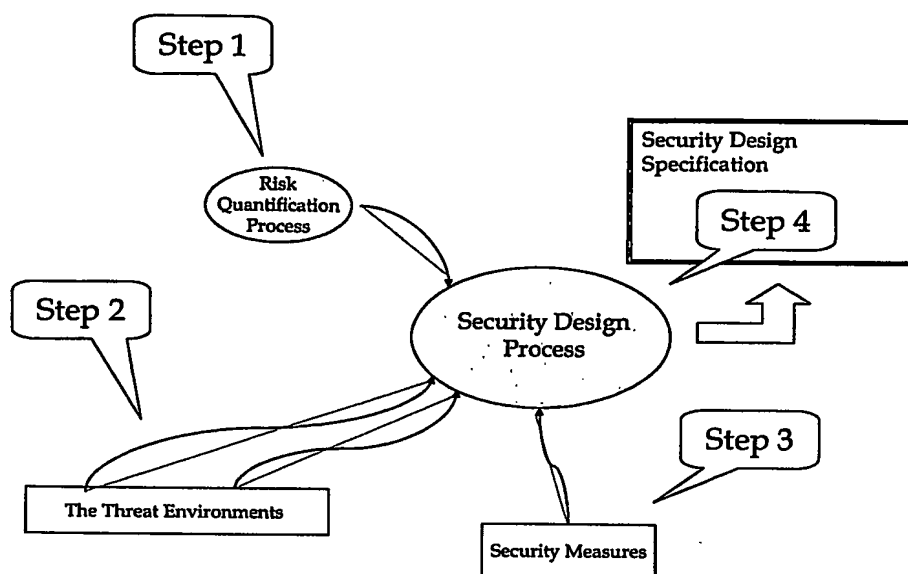 Step 1
Security Design
Specification
Risk
Quantification
Process
Step 4
Step 2
Security Design
Process
Step 3
The Threat Environments
Security Measures